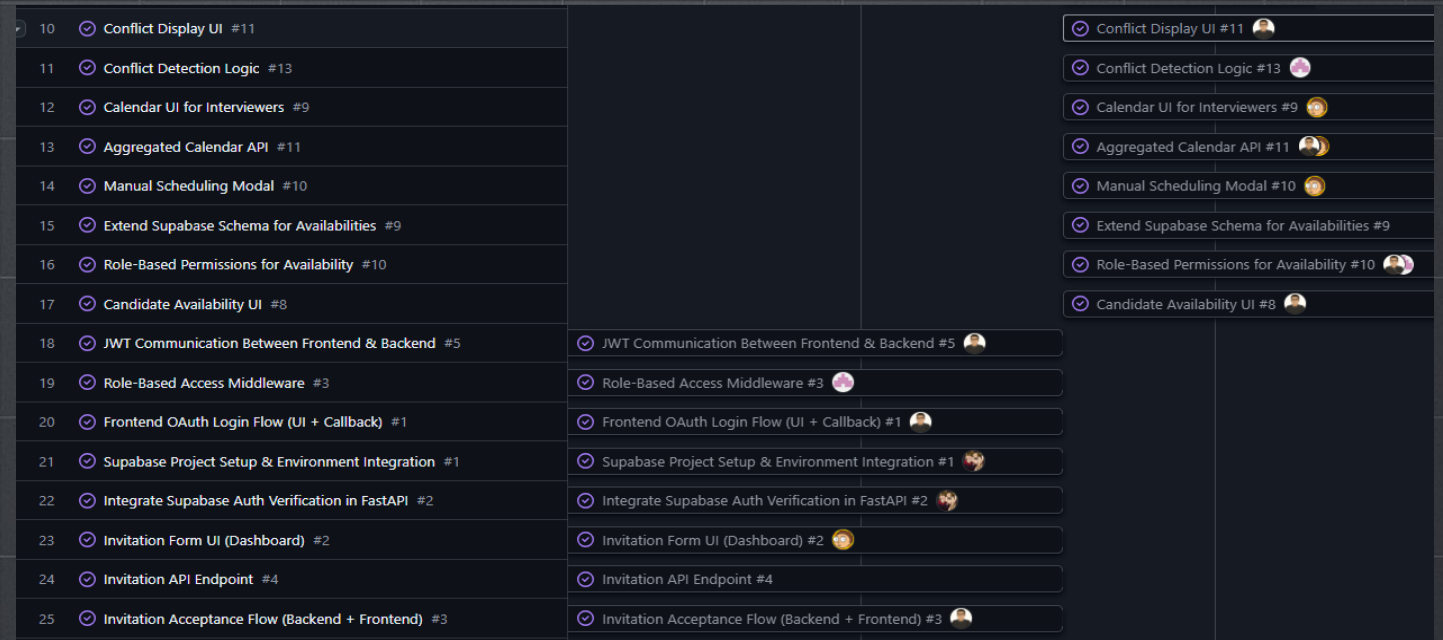 10 Conflict Display UI #11 Conflict Display UI #11
11 Conflict Detection Logic #13 Conflict Detection Logic #13
12 Calendar UI for Interviewers #9 Calendar UI for Interviewers #9
13 Aggregated Calendar API #11 Aggregated Calendar API #11
14 Manual Scheduling Modal #10 Manual Scheduling Modal #10
15 Extend Supabase Schema for Availabilities #9 Extend Supabase Schema for Availabilities #9
16 Role-Based Permissions for Availability #10 Role-Based Permissions for Availability #10
17 Candidate Availability UI #8 Candidate Availability UI #8
18 JWT Communication Between Frontend & Backend #5 JWT Communication Between Frontend & Backend #5
19 Role-Based Access Middleware #3 Role-Based Access Middleware #3
20 Frontend OAuth Login Flow (UI + Callback) #1 Frontend OAuth Login Flow (UI + Callback) #1
21 Supabase Project Setup & Environment Integration #1 Supabase Project Setup & Environment Integration #1
22 Integrate Supabase Auth Verification in FastAPI #2 Integrate Supabase Auth Verification in FastAPI #2
23 Invitation Form UI (Dashboard) #2 Invitation Form UI (Dashboard) #2
24 Invitation API Endpoint #4 Invitation API Endpoint #4
25 Invitation Acceptance Flow (Backend + Frontend) #3 Invitation Acceptance Flow (Backend + Frontend) #3